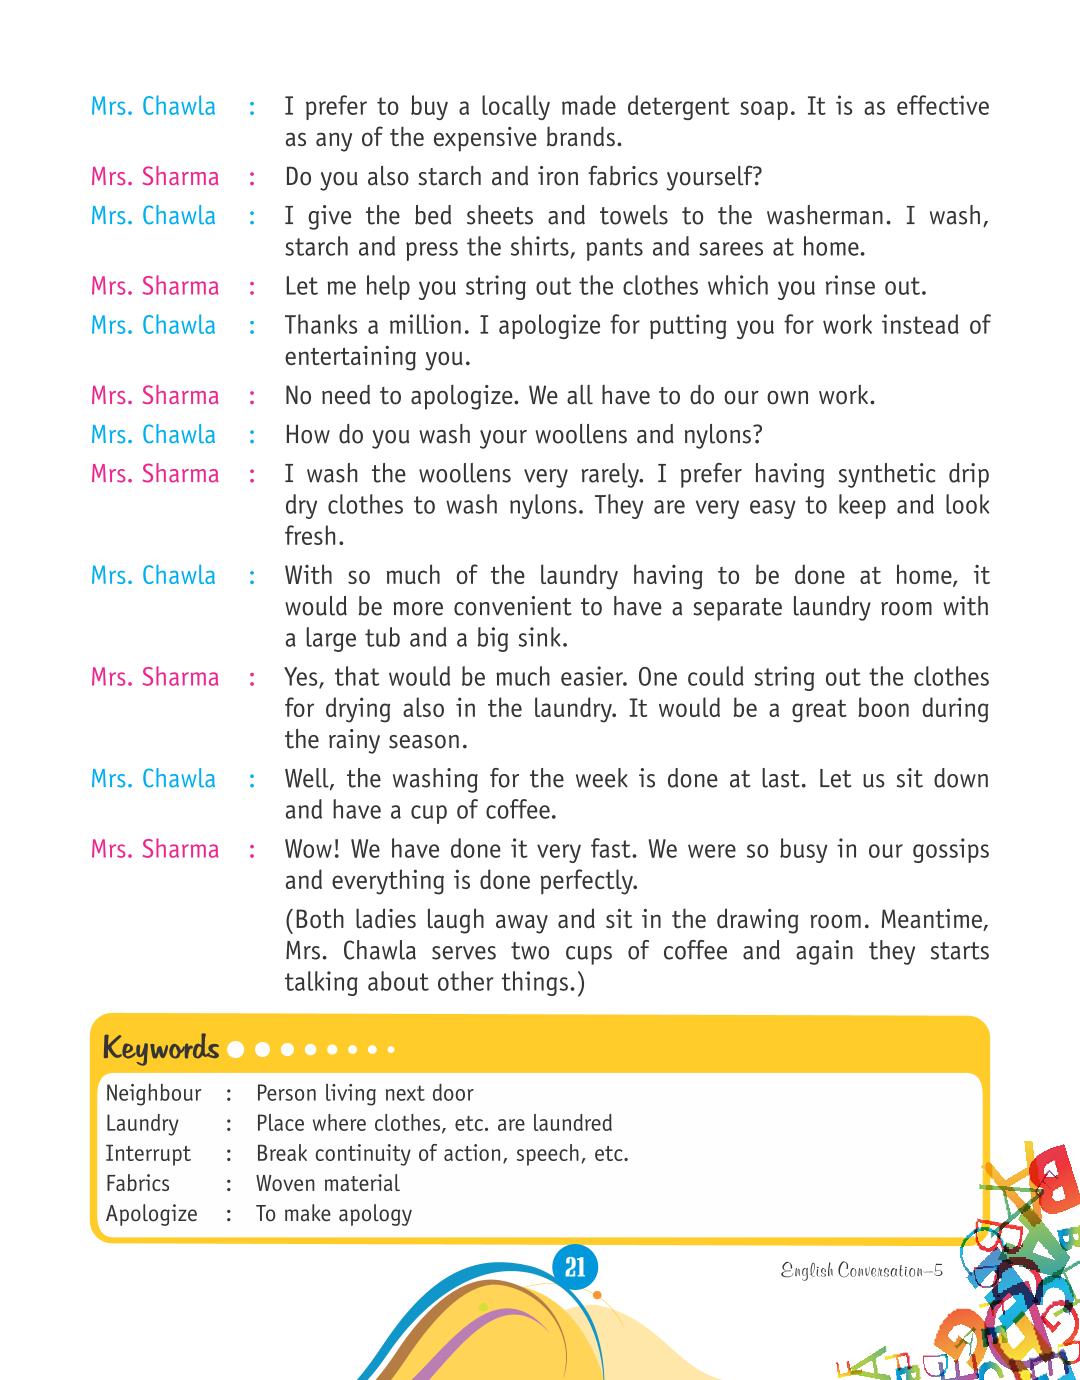 Mrs. Chawla : I prefer to buy a locally made detergent soap. It is as effective
as any of the expensive brands.
Mrs. Sharma : Do you also starch and iron fabrics yourself?
Mrs. Chawla : I give the bed sheets and towels to the washerman. I wash,
starch and press the shirts, pants and sarees at home.
Mrs. Sharma : Let me help you string out the clothes which you rinse out.
Mrs. Chawla : Thanks a million. I apologize for putting you for work instead of
entertaining you.
Mrs. Sharma : No need to apologize. We all have to do our own work.
Mrs. Chawla : How do you wash your woollens and nylons?
Mrs. Sharma : I wash the woollens very rarely. I prefer having synthetic drip
dry clothes to wash nylons. They are very easy to keep and look
fresh.
Mrs. Chawla : With so much of the laundry having to be done at home, it
would be more convenient to have a separate laundry room with
a large tub and a big sink.
Mrs. Sharma : Yes, that would be much easier. One could string out the clothes
for drying also in the laundry. It would be a great boon during
the rainy season.
Mrs. Chawla : Well, the washing for the week is done at last. Let us sit down
and have a cup of coffee.
Mrs. Sharma : Wow! We have done it very fast. We were so busy in our gossips
and everything is done perfectly.
(Both ladies laugh away and sit in the drawing room. Meantime,
Mrs. Chawla serves two cups of coffee and again they starts
talking about other things.)
Keywords
Neighbour : Person living next door
Laundry : Place where clothes, etc. are laundred
Interrupt : Break continuity of action, speech, etc.
Fabrics : Woven material
Apologize : To make apology
21
English Conversation–5